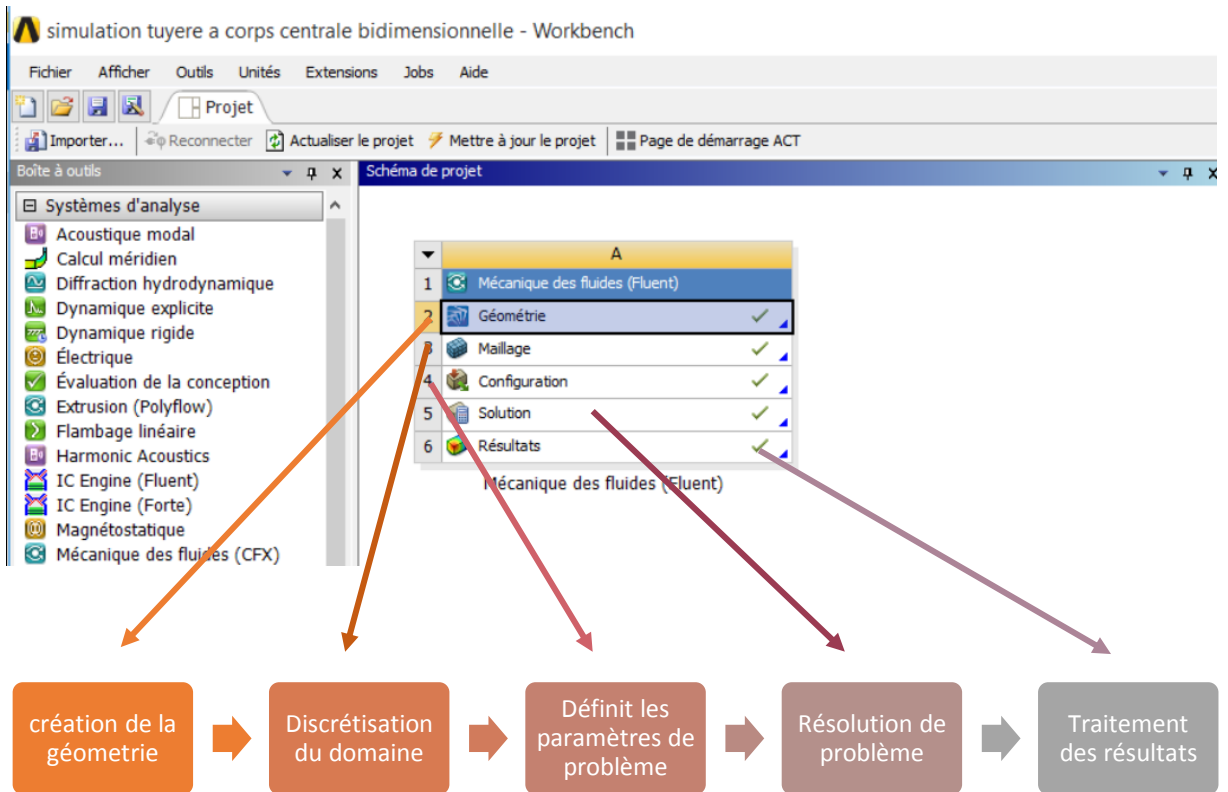 simulation tuyere a corps centrale bidimensionnelle - Workbench
Fichier Afficher Outils Unités Extensions Jobs Aide
Projet
Importer... Reconnecter Actualiser le projet Mettre à jour le projet Page de démarrage ACT
Boîte à outils
Systèmes d'analyse
Acoustique modal
Calcul méridien
Diffraction hydrodynamique
Dynamique explicite
Dynamique rigide
Électrique
Évaluation de la conception
Extrusion (Polyflow)
Flambage linéaire
Harmonic Acoustics
IC Engine (Fluent)
IC Engine (Forte)
Magnétostatique
Mécanique des fluides (CFX)
Schéma de projet
A
1 Mécanique des fluides (Fluent)
2 Géométrie
3 Maillage
4 Configuration
5 Solution
6 Résultats
Mécanique des fluides (Fluent)
création de la
géometrie
Discrétisation
du domaine
Définit les
paramètres de
problème
Résolution de
problème
Traitement
des résultats